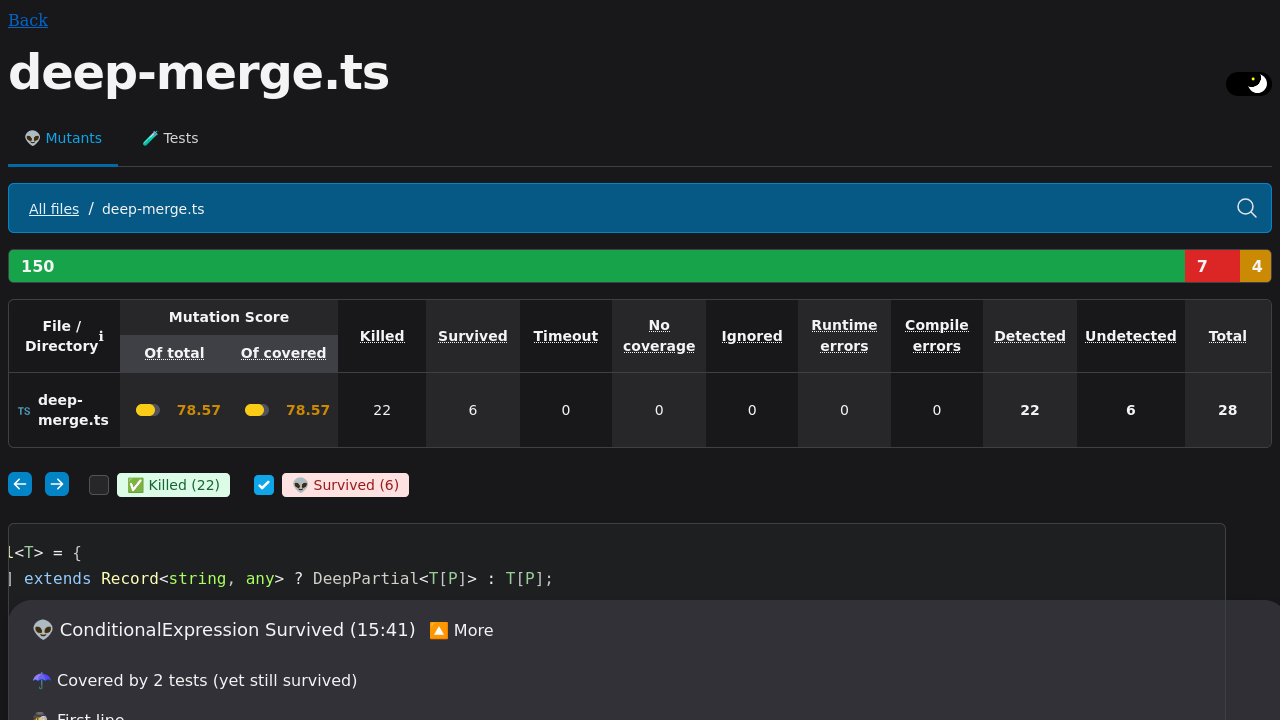 Back
deep-merge.ts
👽 Mutants 🧪 Tests
All files / deep-merge.ts
150 7 4
File / Directory ℹ Mutation Score Of total Of covered Killed Survived Timeout No coverage Ignored Runtime errors Compile errors Detected Undetected Total
TS deep-merge.ts 78.57 78.57 22 6 0 0 0 0 0 22 6 28
✅ Killed (22) 👽 Survived (6)
<T> = {
] extends Record<string, any> ? DeepPartial<T[P]> : T[P];
👽 ConditionalExpression Survived (15:41) 🔼 More
☂️ Covered by 2 tests (yet still survived)
First line